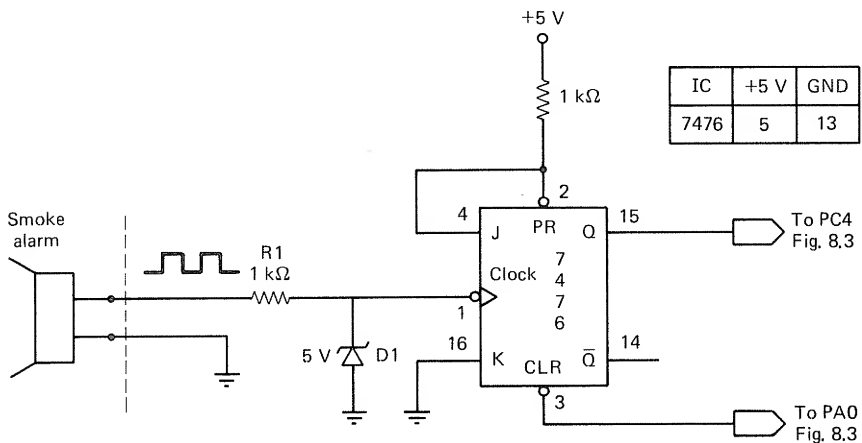 +5 V
1 kΩ
IC +5 V GND
7476 5 13
2
4
15
J PR Q
To PC4
Fig. 8.3
Smoke
alarm
R1
1 kΩ
Clock
7
4
7
6
1
5 V D1
16
K
14
Q̅
CLR
3
To PA0
Fig. 8.3